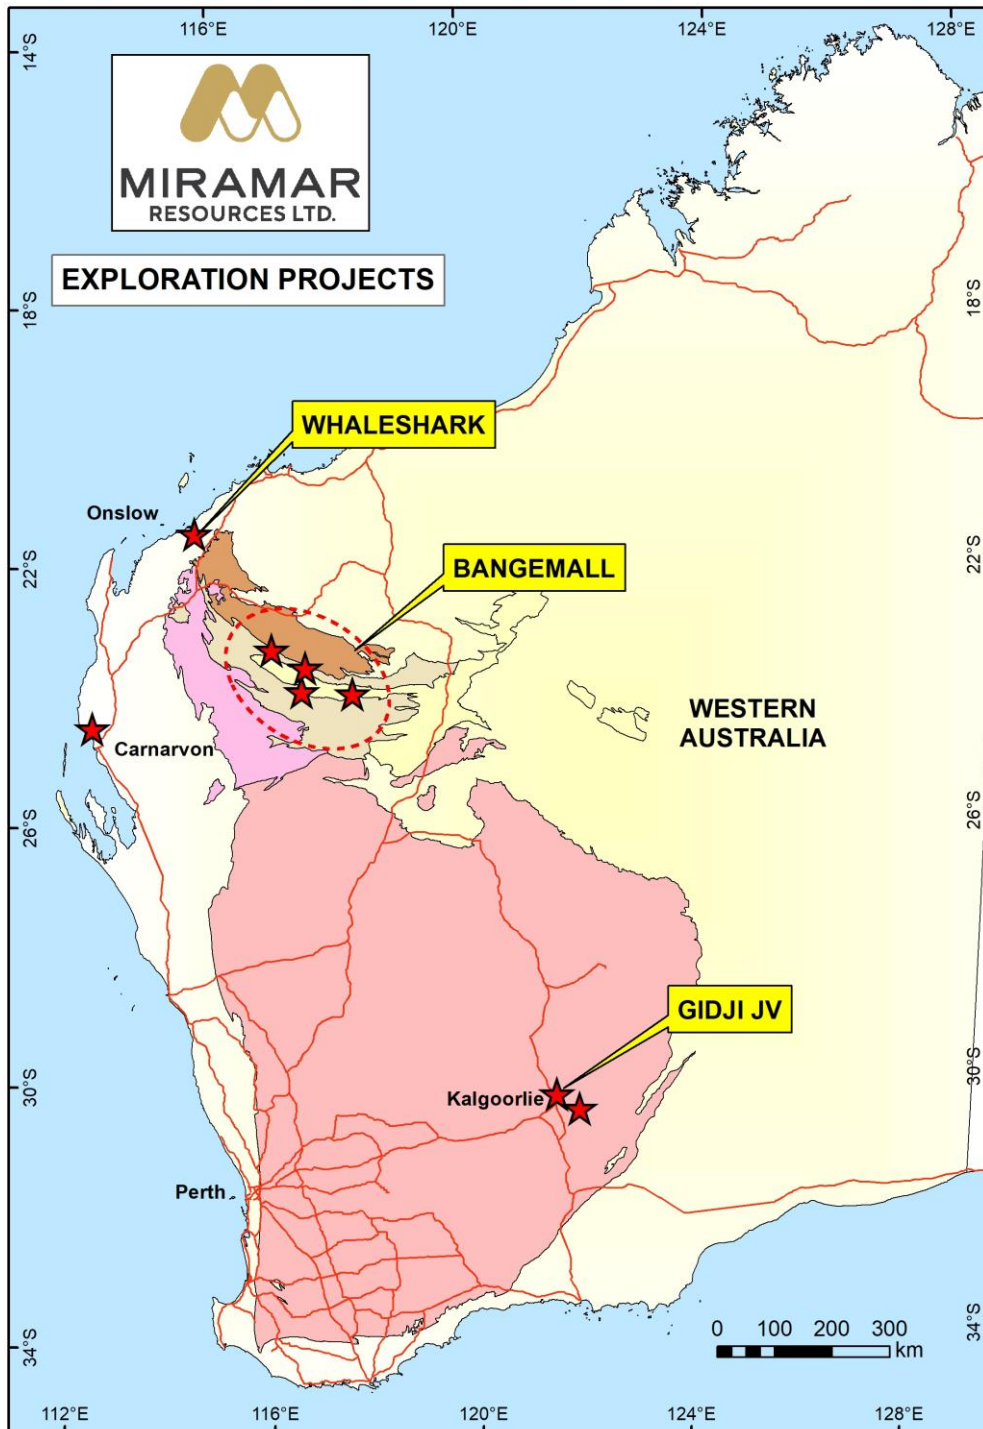 116°E
120°E
124°E
128°E
14°S
MIRAMAR
RESOURCES LTD.
EXPLORATION PROJECTS
18°S
18°S
WHALESHARK
Onslow
22°S
22°S
BANGEMALL
WESTERN
AUSTRALIA
Carnarvon
26°S
26°S
GIDJI JV
30°S
30°S
Kalgoorlie
Perth
34°S
34°S
0 100 200 300
km
112°E
116°E
120°E
124°E
128°E